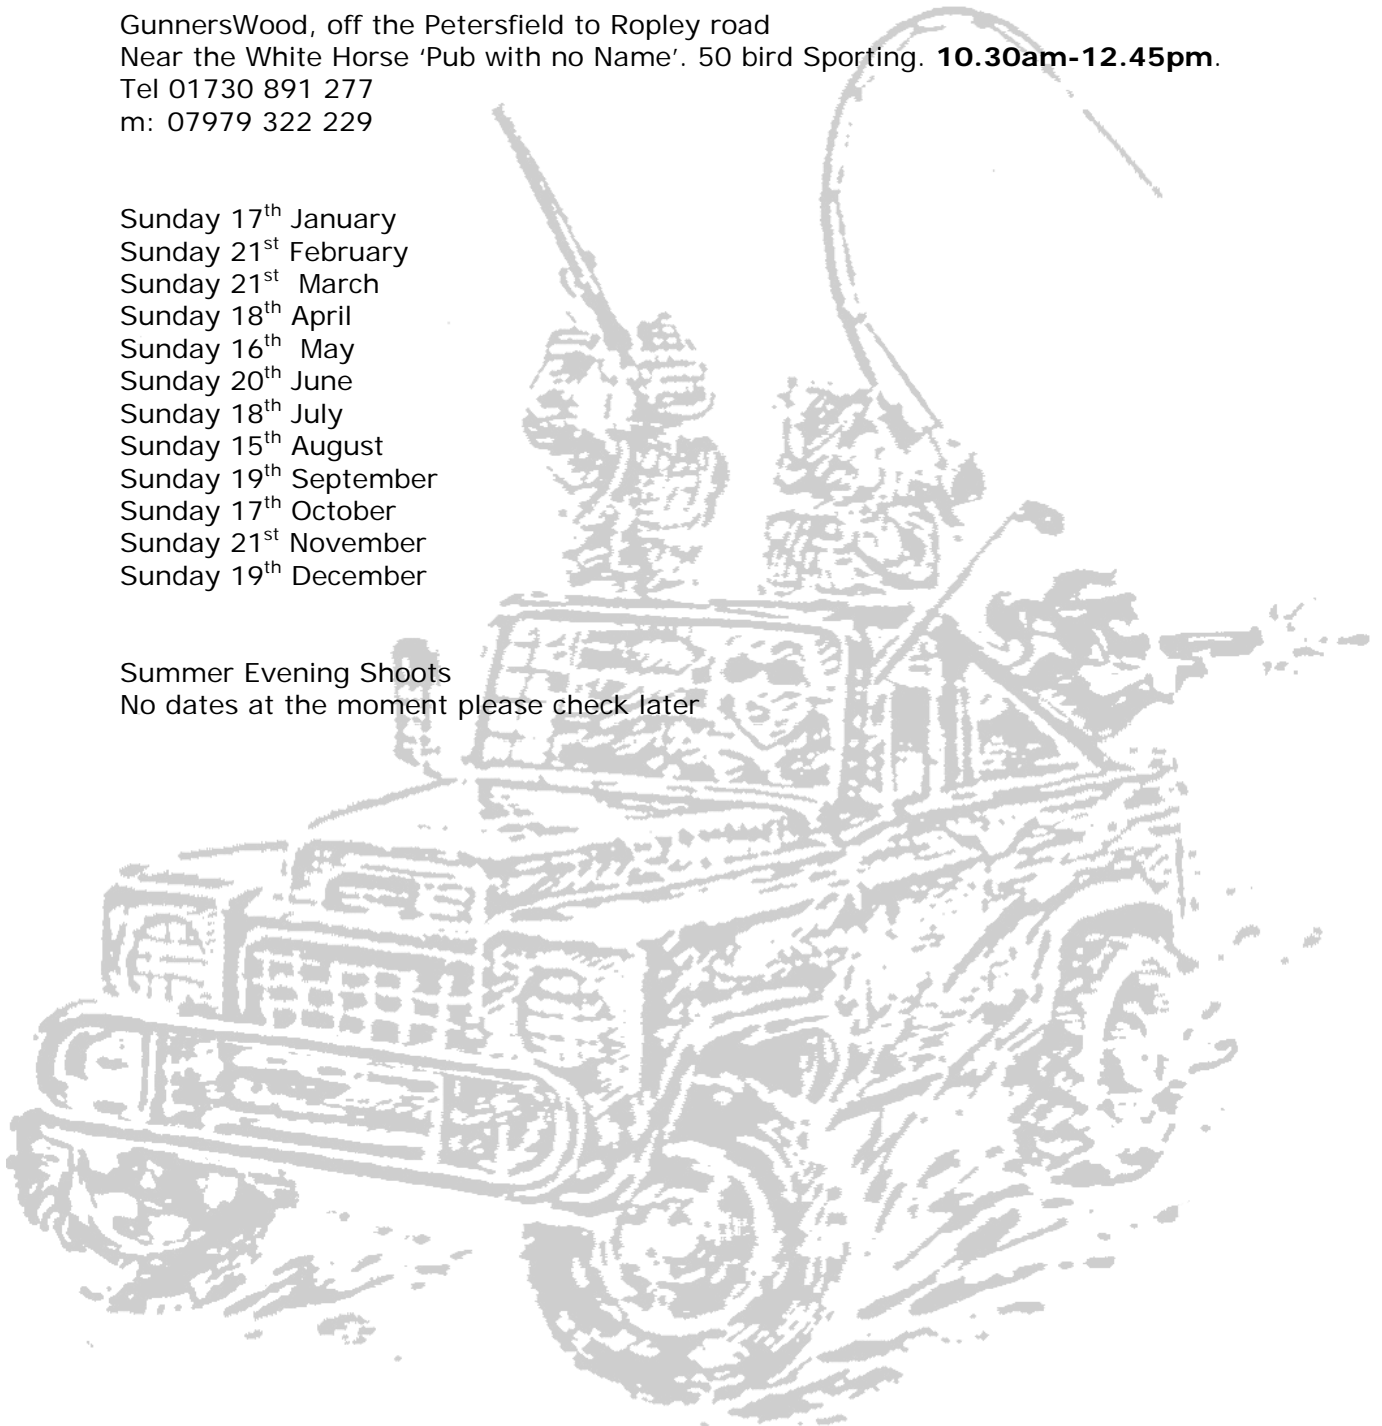 GunnersWood, off the Petersfield to Ropley road
Near the White Horse ‘Pub with no Name’. 50 bird Sporting. 10.30am-12.45pm.
Tel 01730 891 277
m: 07979 322 229
Sunday 17th January
Sunday 21st February
Sunday 21st March
Sunday 18th April
Sunday 16th May
Sunday 20th June
Sunday 18th July
Sunday 15th August
Sunday 19th September
Sunday 17th October
Sunday 21st November
Sunday 19th December
Summer Evening Shoots
No dates at the moment please check later